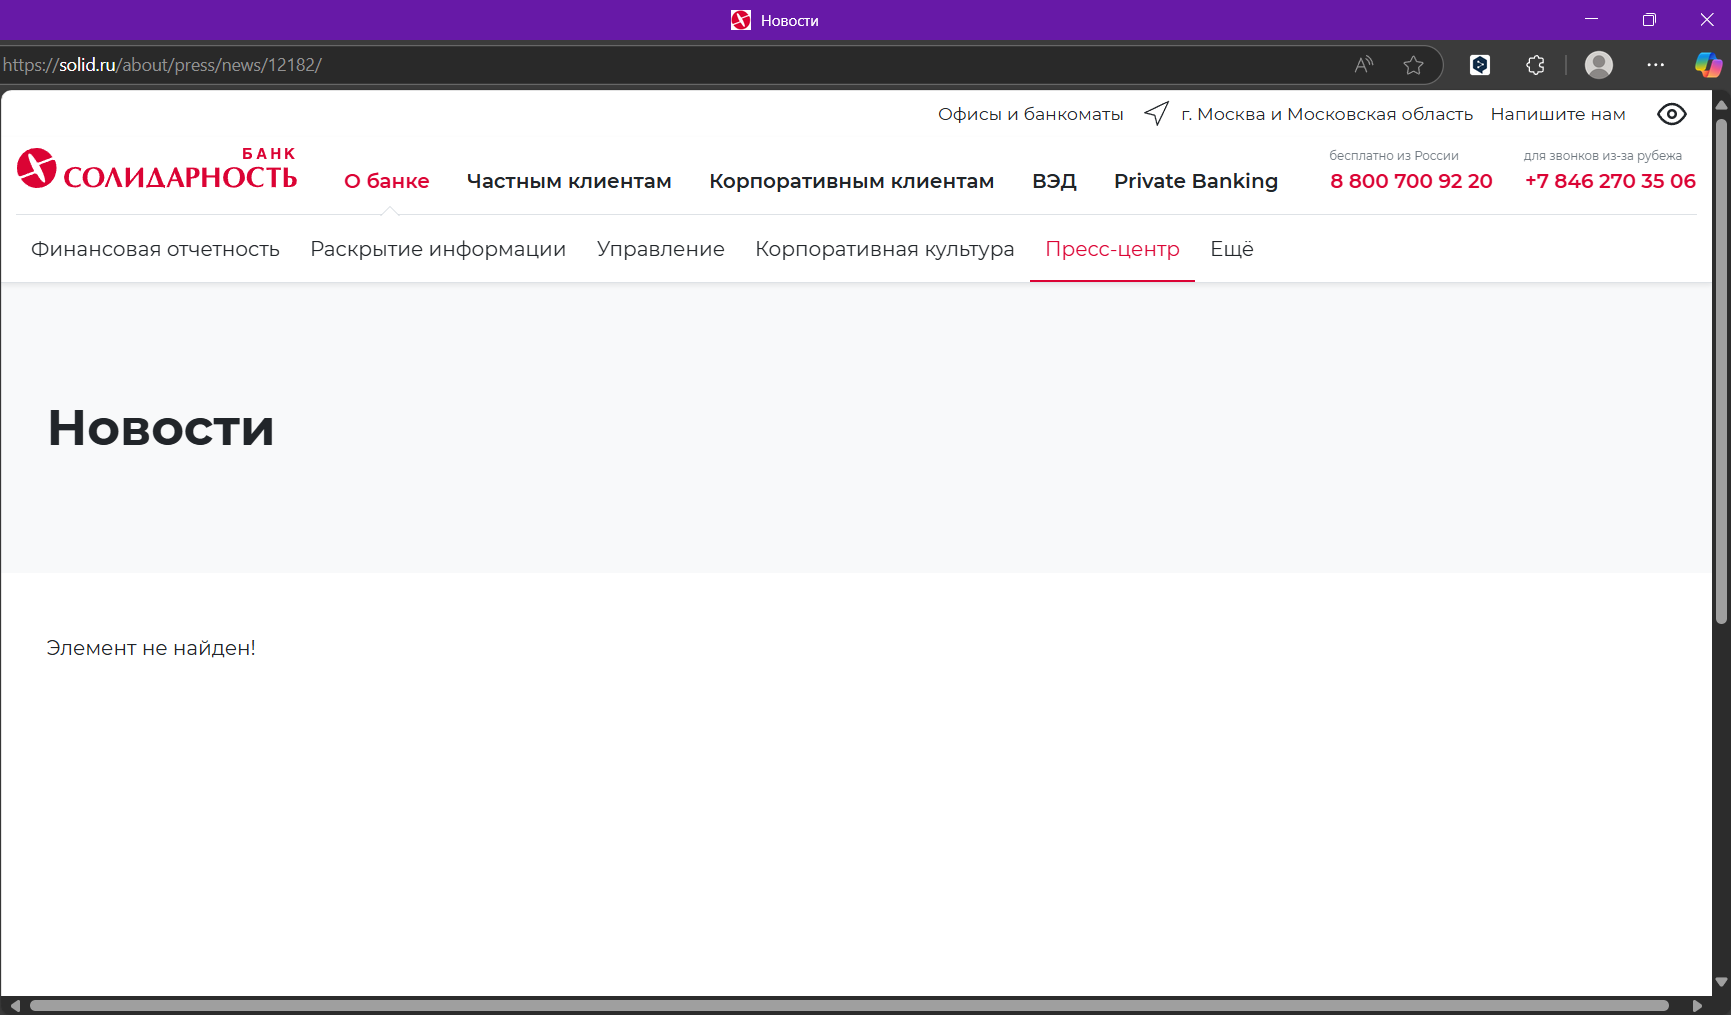 Новости
https://solid.ru/about/press/news/12182/
Офисы и банкоматы г. Москва и Московская область Напишите нам
БАНК
СОЛИДАРНОСТЬ
О банке Частным клиентам Корпоративным клиентам ВЭД Private Banking
бесплатно из России
8 800 700 92 20
для звонков из-за рубежа
+7 846 270 35 06
Финансовая отчетность Раскрытие информации Управление Корпоративная культура Пресс-центр Ещё
Новости
Элемент не найден!